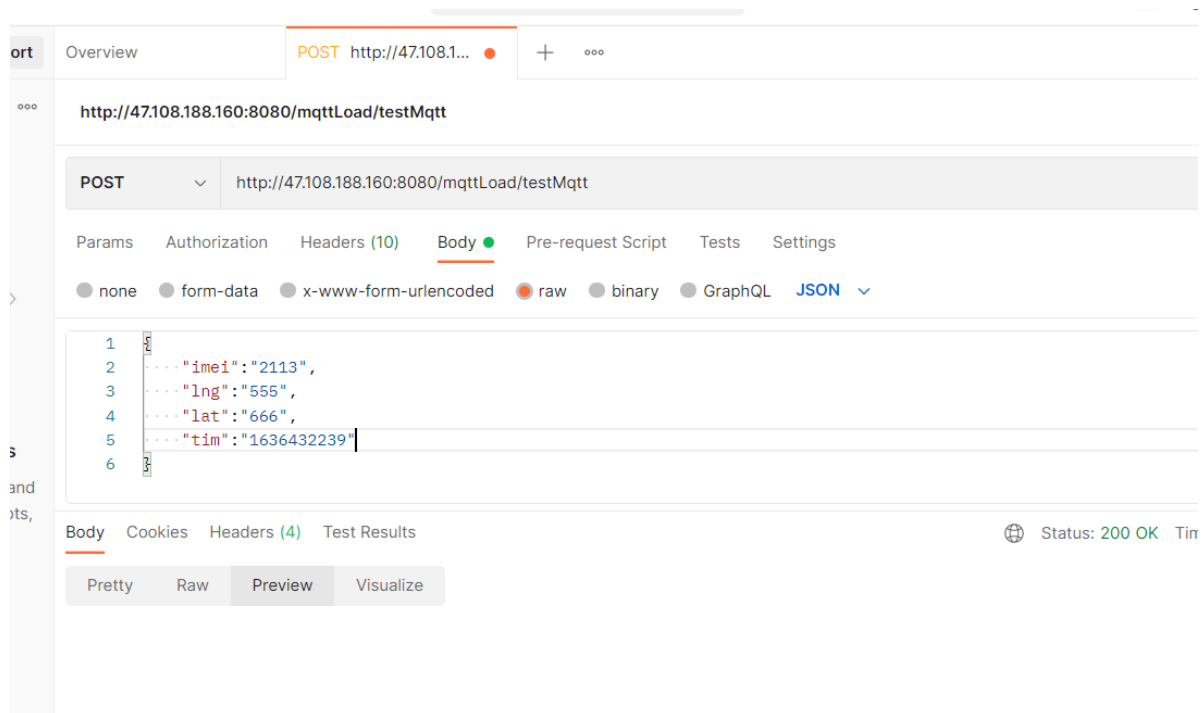 ort Overview POST http://47.108.1...
http://47.108.188.160:8080/mqttLoad/testMqtt
POST http://47.108.188.160:8080/mqttLoad/testMqtt
Params Authorization Headers (10) Body Pre-request Script Tests Settings
none form-data x-www-form-urlencoded raw binary GraphQL JSON
1 {
2 "imei":"2113",
3 "lng":"555",
4 "lat":"666",
5 "tim":"1636432239"
6 }
s
and
ots,
Body Cookies Headers (4) Test Results Status: 200 OK Tim
Pretty Raw Preview Visualize